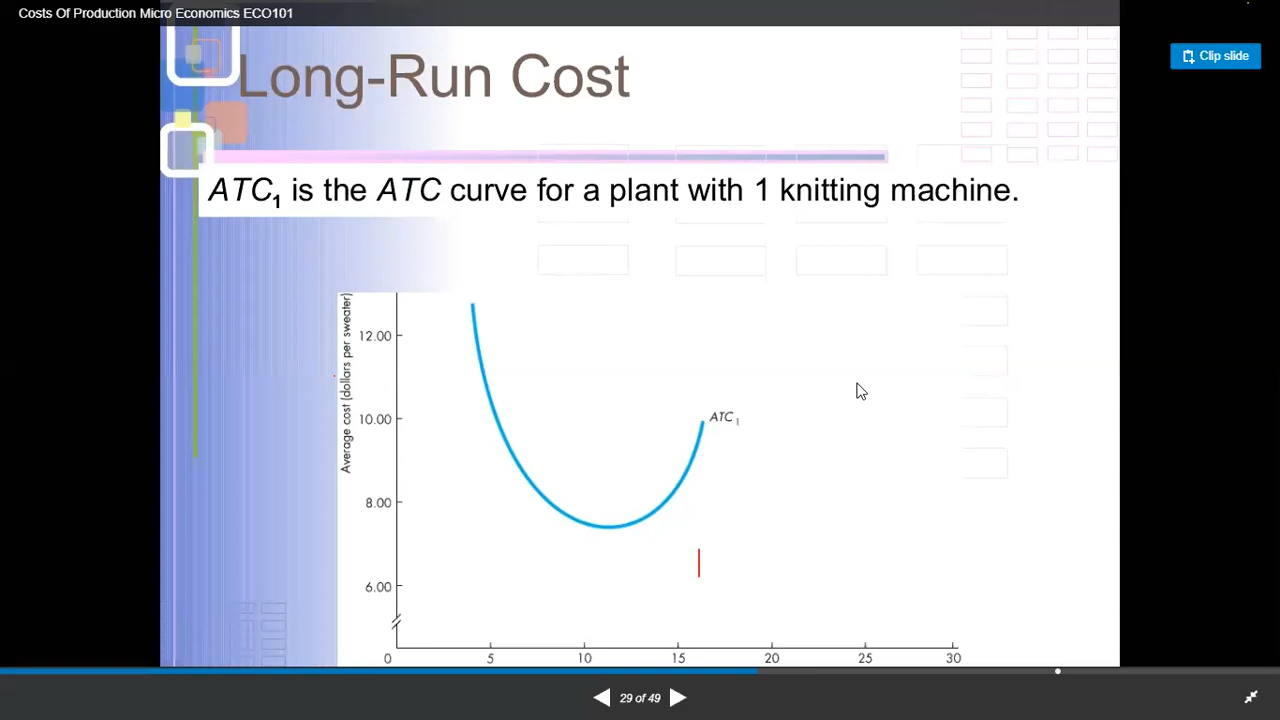 Costs Of Production Micro Economics ECO101
Clip slide
Long-Run Cost
ATC1 is the ATC curve for a plant with 1 knitting machine.
Average cost (dollars per sweater)
12.00
10.00
8.00
6.00
ATC 1
0 5 10 15 20 25 30
29 of 49